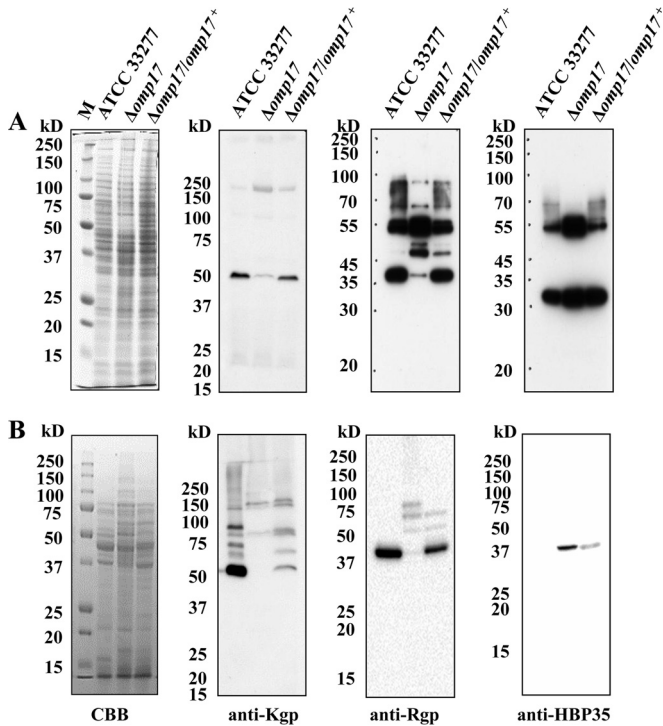 M
ATCC 33277
Δomp17
Δomp17/omp17+
ATCC 33277
Δomp17
Δomp17/omp17+
ATCC 33277
Δomp17
Δomp17/omp17+
ATCC 33277
Δomp17
Δomp17/omp17+
A
kD
250
150
100
75
50
37
25
20
15
kD
250
150
100
75
50
37
25
20
15
kD
250
150
100
70
55
45
35
30
20
kD
250
150
100
70
55
45
35
30
20
B
kD
250
150
100
75
50
37
25
20
15
kD
250
150
100
75
50
37
25
20
15
kD
250
150
100
75
50
37
25
20
15
kD
250
150
100
75
50
37
25
20
15
CBB
anti-Kgp
anti-Rgp
anti-HBP35